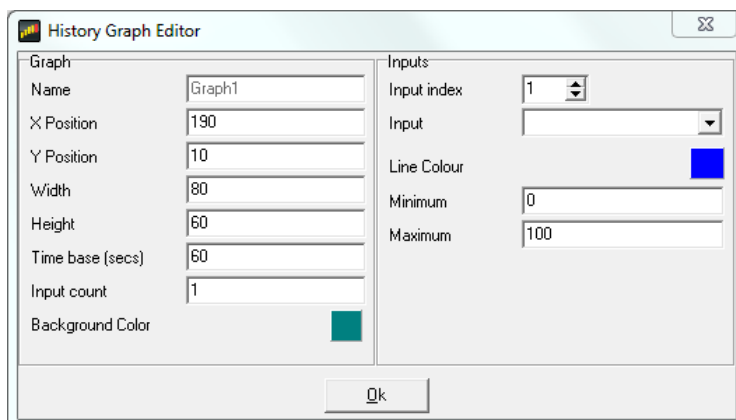 History Graph Editor
Graph
Name Graph1
X Position 190
Y Position 10
Width 80
Height 60
Time base (secs) 60
Input count 1
Background Color
Inputs
Input index 1
Input
Line Colour
Minimum 0
Maximum 100
Ok